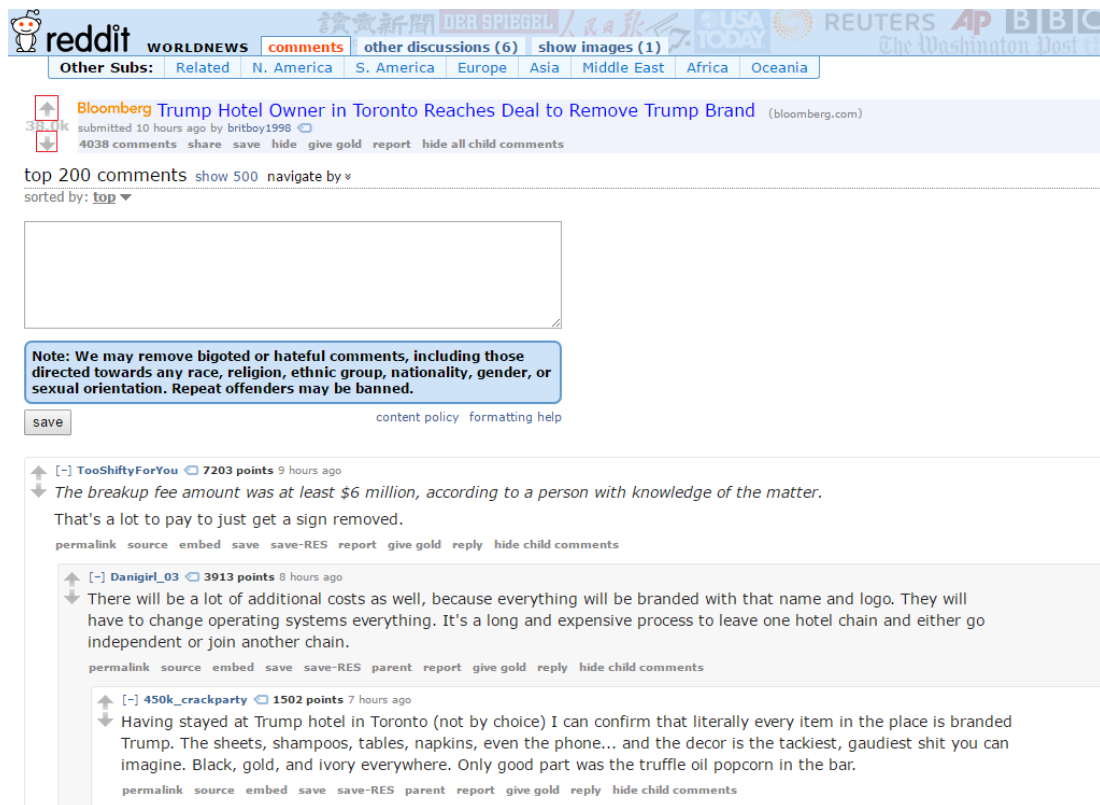 讀賣新聞 DER SPIEGEL 人民日报 USA TODAY REUTERS AP BBC
reddit WORLDNEWS comments other discussions (6) show images (1)
The Washington Post
Other Subs: Related N. America S. America Europe Asia Middle East Africa Oceania
Bloomberg Trump Hotel Owner in Toronto Reaches Deal to Remove Trump Brand (bloomberg.com)
38.0k submitted 10 hours ago by britboy1998
4038 comments share save hide give gold report hide all child comments
top 200 comments show 500 navigate by
sorted by: top
Note: We may remove bigoted or hateful comments, including those
directed towards any race, religion, ethnic group, nationality, gender, or
sexual orientation. Repeat offenders may be banned.
save content policy formatting help
[-] TooShiftyForYou 7203 points 9 hours ago
The breakup fee amount was at least $6 million, according to a person with knowledge of the matter.
That's a lot to pay to just get a sign removed.
permalink source embed save save-RES report give gold reply hide child comments
[-] Danigirl_03 3913 points 8 hours ago
There will be a lot of additional costs as well, because everything will be branded with that name and logo. They will
have to change operating systems everything. It's a long and expensive process to leave one hotel chain and either go
independent or join another chain.
permalink source embed save save-RES parent report give gold reply hide child comments
[-] 450k_crackparty 1502 points 7 hours ago
Having stayed at Trump hotel in Toronto (not by choice) I can confirm that literally every item in the place is branded
Trump. The sheets, shampoos, tables, napkins, even the phone... and the decor is the tackiest, gaudiest shit you can
imagine. Black, gold, and ivory everywhere. Only good part was the truffle oil popcorn in the bar.
permalink source embed save save-RES parent report give gold reply hide child comments